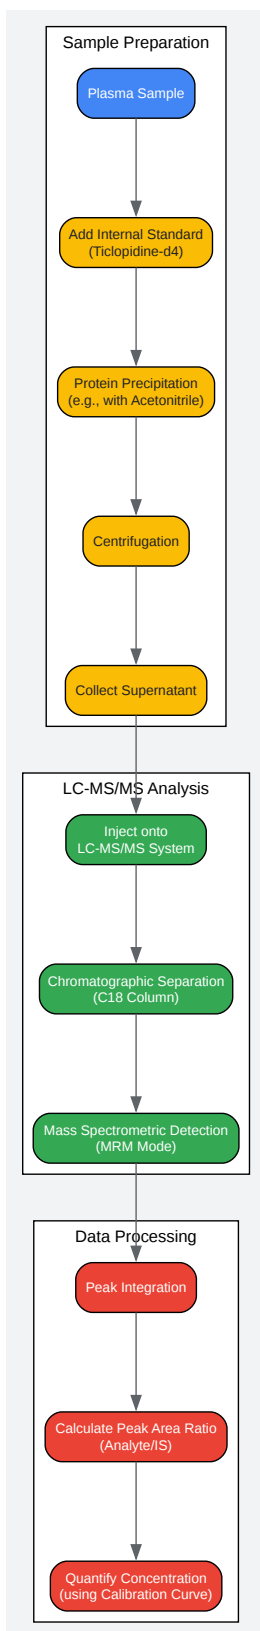 Sample Preparation
Plasma Sample
Add Internal Standard
(Ticlopidine-d4)
Protein Precipitation
(e.g., with Acetonitrile)
Centrifugation
Collect Supernatant
LC-MS/MS Analysis
Inject onto
LC-MS/MS System
Chromatographic Separation
(C18 Column)
Mass Spectrometric Detection
(MRM Mode)
Data Processing
Peak Integration
Calculate Peak Area Ratio
(Analyte/IS)
Quantify Concentration
(using Calibration Curve)